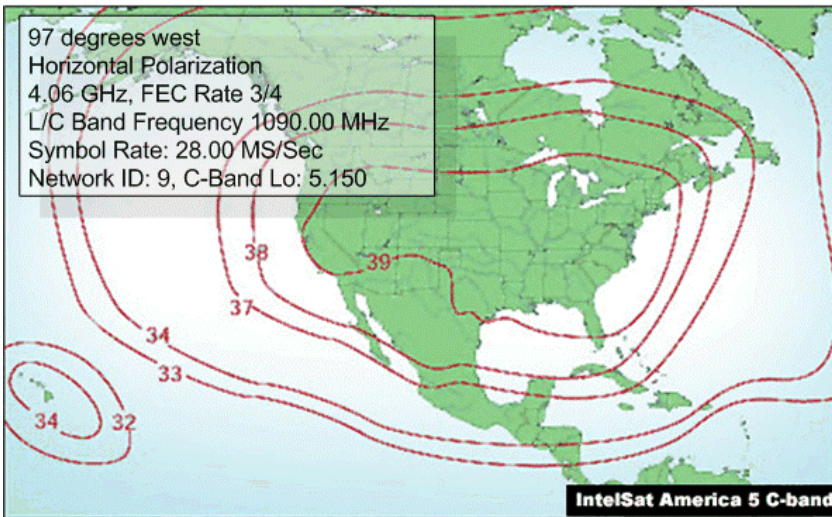 97 degrees west
Horizontal Polarization
4.06 GHz, FEC Rate 3/4
L/C Band Frequency 1090.00 MHz
Symbol Rate: 28.00 MS/Sec
Network ID: 9, C-Band Lo: 5.150
38
39
37
34
33
34
32
IntelSat America 5 C-band